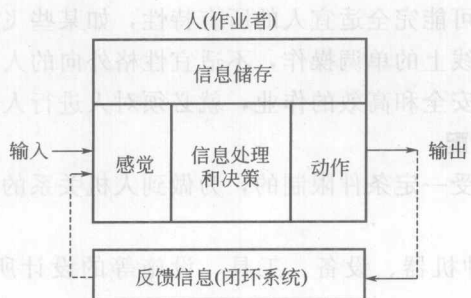 人(作业者)
信息储存
输入
感觉
信息处理
和决策
动作
输出
反馈信息(闭环系统)